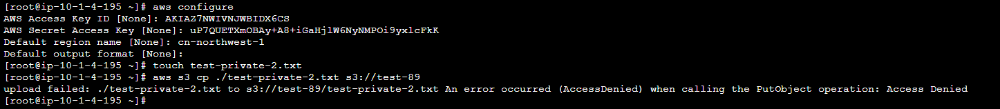 [root@ip-10-1-4-195 ~]# aws configure
AWS Access Key ID [None]: AKIAZ7NWIVNJWBIDX6CS
AWS Secret Access Key [None]: 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
Default region name [None]: cn-northwest-1
Default output format [None]:
[root@ip-10-1-4-195 ~]# touch test-private-2.txt
[root@ip-10-1-4-195 ~]# aws s3 cp ./test-private-2.txt s3://test-89
upload failed: ./test-private-2.txt to s3://test-89/test-private-2.txt An error occurred (AccessDenied) when calling the PutObject operation: Access Denied
[root@ip-10-1-4-195 ~]#